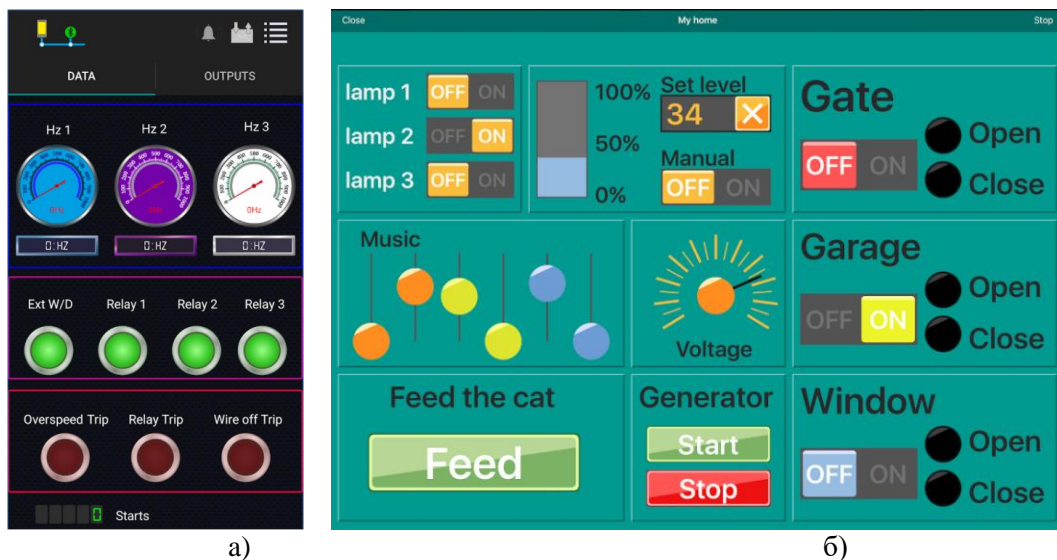 DATA OUTPUTS
Hz 1 Hz 2 Hz 3
0Hz 0Hz 0Hz
0:HZ 0:HZ 0:HZ
Ext W/D Relay 1 Relay 2 Relay 3
Overspeed Trip Relay Trip Wire off Trip
0 Starts
а)
Close My home Stop
lamp 1 OFF ON
lamp 2 OFF ON
lamp 3 OFF ON
100%
50%
0%
Set level
34
Manual
OFF ON
Gate
OFF ON
Open
Close
Music
Voltage
Garage
OFF ON
Open
Close
Feed the cat
Feed
Generator
Start
Stop
Window
OFF ON
Open
Close
б)